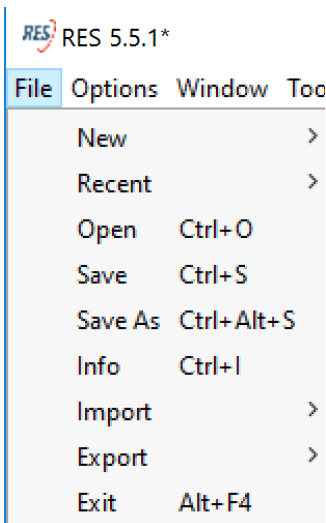 RES RES 5.5.1*
File Options Window Too
New >
Recent >
Open Ctrl+O
Save Ctrl+S
Save As Ctrl+Alt+S
Info Ctrl+I
Import >
Export >
Exit Alt+F4